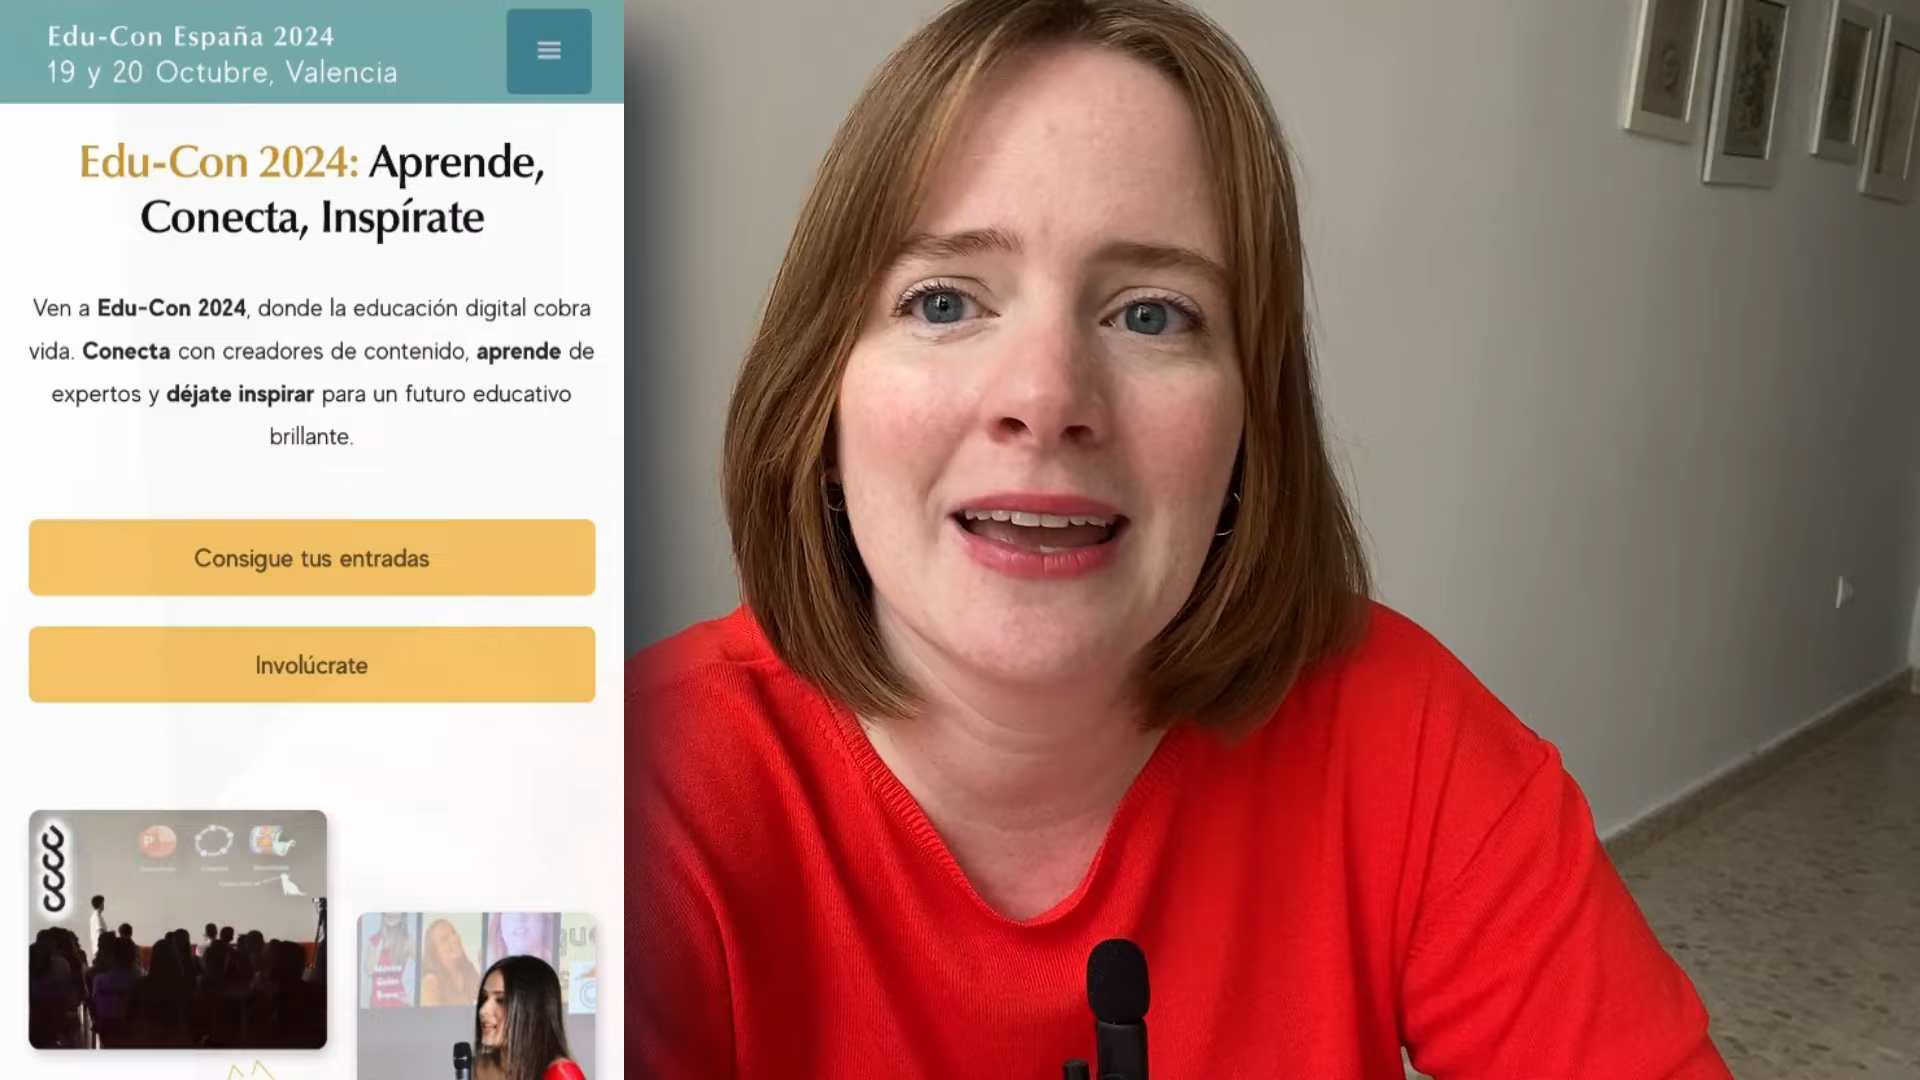 Edu-Con España 2024
19 y 20 Octubre, Valencia
Edu-Con 2024: Aprende,
Conecta, Inspírate
Ven a Edu-Con 2024, donde la educación digital cobra
vida. Conecta con creadores de contenido, aprende de
expertos y déjate inspirar para un futuro educativo
brillante.
Consigue tus entradas
Involúcrate